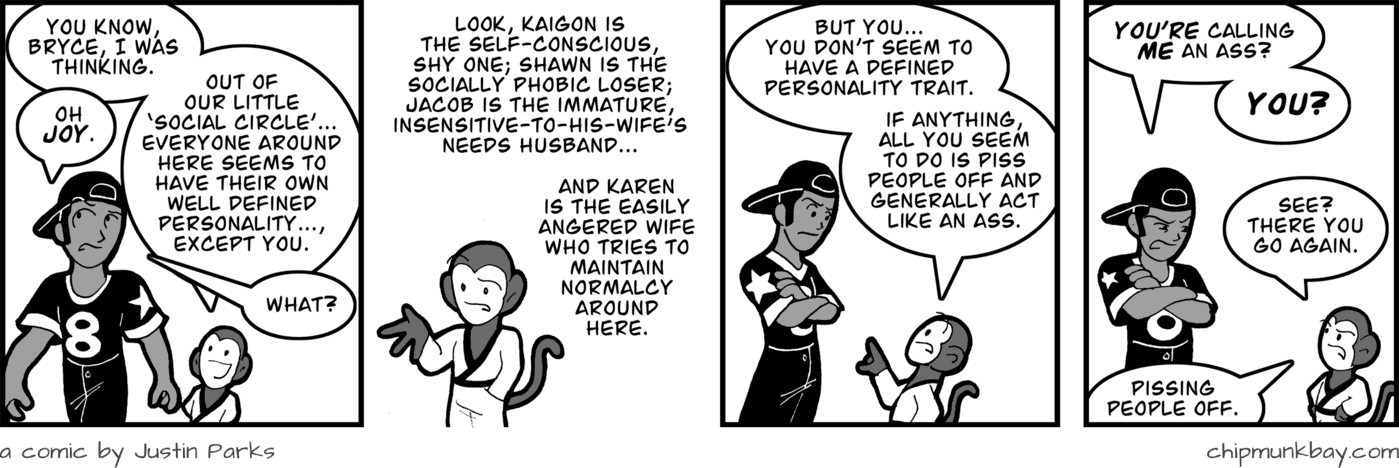 YOU KNOW,
BRYCE, I WAS
THINKING.
OH
JOY.
OUT OF
OUR LITTLE
'SOCIAL CIRCLE'...
EVERYONE AROUND
HERE SEEMS TO
HAVE THEIR OWN
WELL DEFINED
PERSONALITY...,
EXCEPT YOU.
WHAT?
8
LOOK, KAIGON IS
THE SELF-CONSCIOUS,
SHY ONE; SHAWN IS THE
SOCIALLY PHOBIC LOSER;
JACOB IS THE IMMATURE,
INSENSITIVE-TO-HIS-WIFE'S
NEEDS HUSBAND...
AND KAREN
IS THE EASILY
ANGERED WIFE
WHO TRIES TO
MAINTAIN
NORMALCY
AROUND
HERE.
BUT YOU...
YOU DON'T SEEM TO
HAVE A DEFINED
PERSONALITY TRAIT.
IF ANYTHING,
ALL YOU SEEM
TO DO IS PISS
PEOPLE OFF AND
GENERALLY ACT
LIKE AN ASS.
YOU'RE CALLING
ME AN ASS?
YOU?
SEE?
THERE YOU
GO AGAIN.
PISSING
PEOPLE OFF.
a comic by Justin Parks
chipmunkbay.com